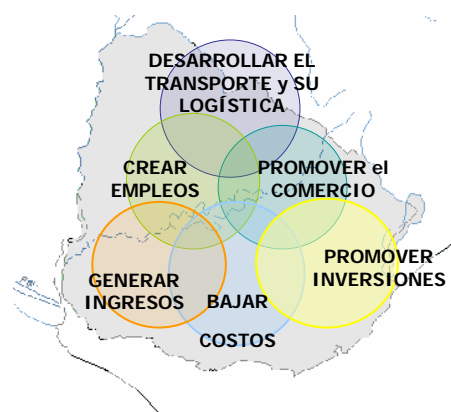 DESARROLLAR EL
TRANSPORTE y SU
LOGÍSTICA
CREAR
EMPLEOS
PROMOVER el
COMERCIO
PROMOVER
INVERSIONES
GENERAR
INGRESOS
BAJAR
COSTOS